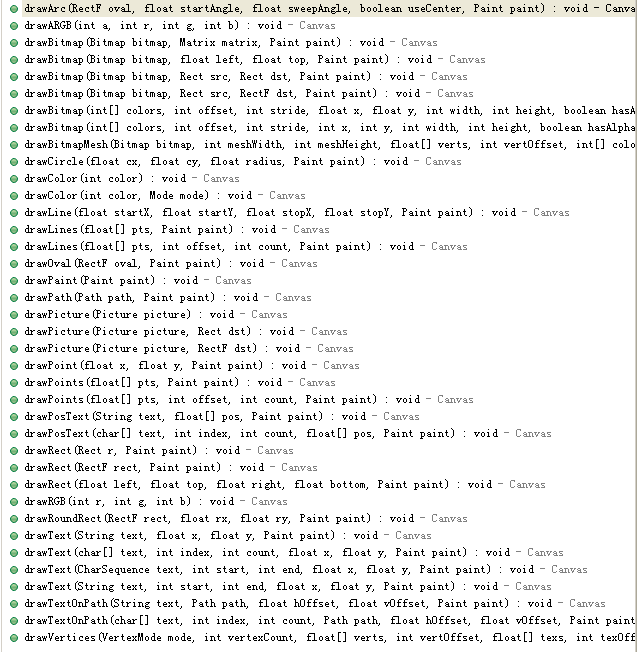 drawArc(RectF oval, float startAngle, float sweepAngle, boolean useCenter, Paint paint) : void - Canva
drawARGB(int a, int r, int g, int b) : void - Canvas
drawBitmap(Bitmap bitmap, Matrix matrix, Paint paint) : void - Canvas
drawBitmap(Bitmap bitmap, float left, float top, Paint paint) : void - Canvas
drawBitmap(Bitmap bitmap, Rect src, Rect dst, Paint paint) : void - Canvas
drawBitmap(Bitmap bitmap, Rect src, RectF dst, Paint paint) : void - Canvas
drawBitmap(int[] colors, int offset, int stride, float x, float y, int width, int height, boolean hasA
drawBitmap(int[] colors, int offset, int stride, int x, int y, int width, int height, boolean hasAlpha
drawBitmapMesh(Bitmap bitmap, int meshWidth, int meshHeight, float[] verts, int vertOffset, int[] colo
drawCircle(float cx, float cy, float radius, Paint paint) : void - Canvas
drawColor(int color) : void - Canvas
drawColor(int color, Mode mode) : void - Canvas
drawLine(float startX, float startY, float stopX, float stopY, Paint paint) : void - Canvas
drawLines(float[] pts, Paint paint) : void - Canvas
drawLines(float[] pts, int offset, int count, Paint paint) : void - Canvas
drawOval(RectF oval, Paint paint) : void - Canvas
drawPaint(Paint paint) : void - Canvas
drawPath(Path path, Paint paint) : void - Canvas
drawPicture(Picture picture) : void - Canvas
drawPicture(Picture picture, Rect dst) : void - Canvas
drawPicture(Picture picture, RectF dst) : void - Canvas
drawPoint(float x, float y, Paint paint) : void - Canvas
drawPoints(float[] pts, Paint paint) : void - Canvas
drawPoints(float[] pts, int offset, int count, Paint paint) : void - Canvas
drawPosText(String text, float[] pos, Paint paint) : void - Canvas
drawPosText(char[] text, int index, int count, float[] pos, Paint paint) : void - Canvas
drawRect(Rect r, Paint paint) : void - Canvas
drawRect(RectF rect, Paint paint) : void - Canvas
drawRect(float left, float top, float right, float bottom, Paint paint) : void - Canvas
drawRGB(int r, int g, int b) : void - Canvas
drawRoundRect(RectF rect, float rx, float ry, Paint paint) : void - Canvas
drawText(String text, float x, float y, Paint paint) : void - Canvas
drawText(char[] text, int index, int count, float x, float y, Paint paint) : void - Canvas
drawText(CharSequence text, int start, int end, float x, float y, Paint paint) : void - Canvas
drawText(String text, int start, int end, float x, float y, Paint paint) : void - Canvas
drawTextOnPath(String text, Path path, float hOffset, float vOffset, Paint paint) : void - Canvas
drawTextOnPath(char[] text, int index, int count, Path path, float hOffset, float vOffset, Paint paint
drawVertices(VertexMode mode, int vertexCount, float[] verts, int vertOffset, float[] texs, int texOff